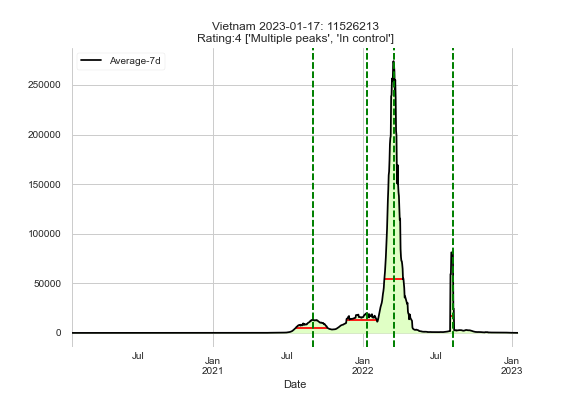 Vietnam 2023-01-17: 11526213
Rating:4 ['Multiple peaks', 'In control']
Average-7d
250000
200000
150000
100000
50000
0
Jul
Jan
2021
Jul
Jan
2022
Jul
Jan
2023
Date